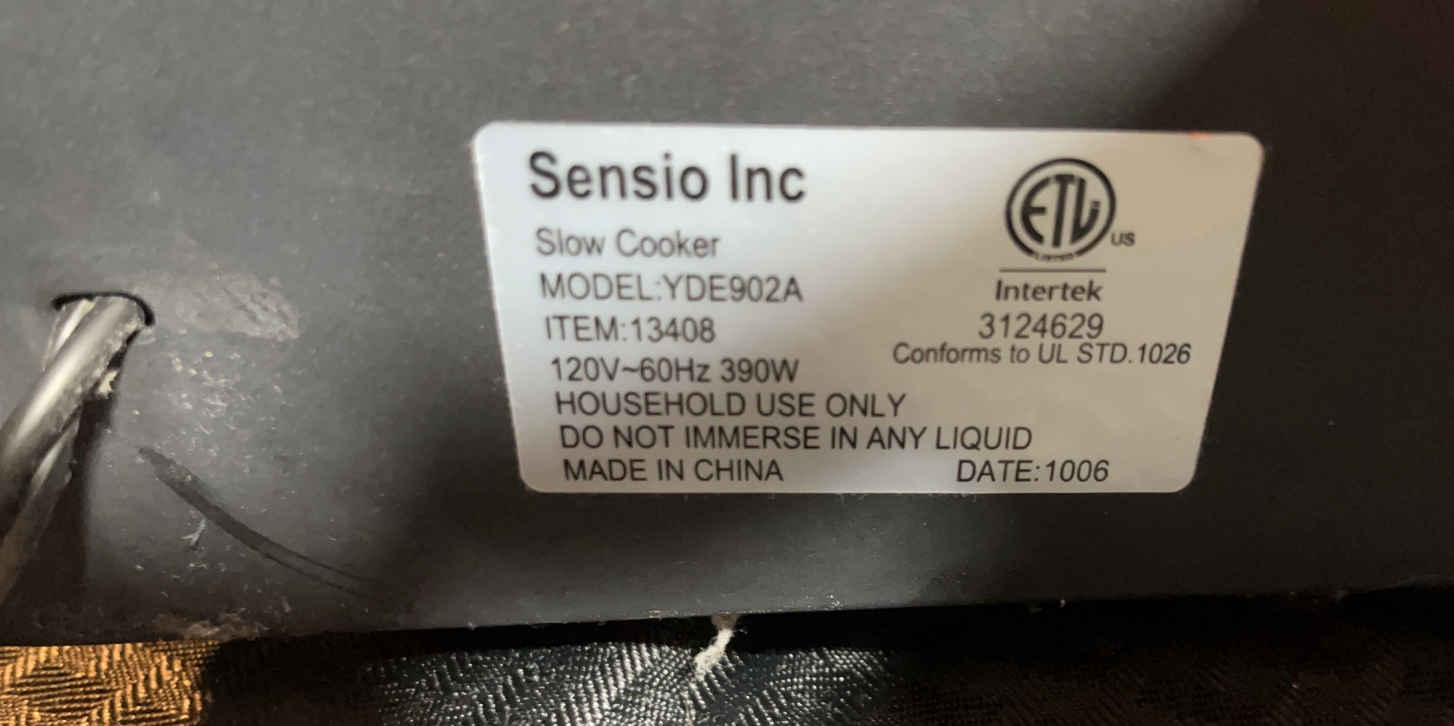 Sensio Inc
Slow Cooker
MODEL:YDE902A
ITEM:13408
120V~60Hz 390W
HOUSEHOLD USE ONLY
DO NOT IMMERSE IN ANY LIQUID
MADE IN CHINA
DATE:1006
ETL
LISTED
US
Intertek
3124629
Conforms to UL STD.1026